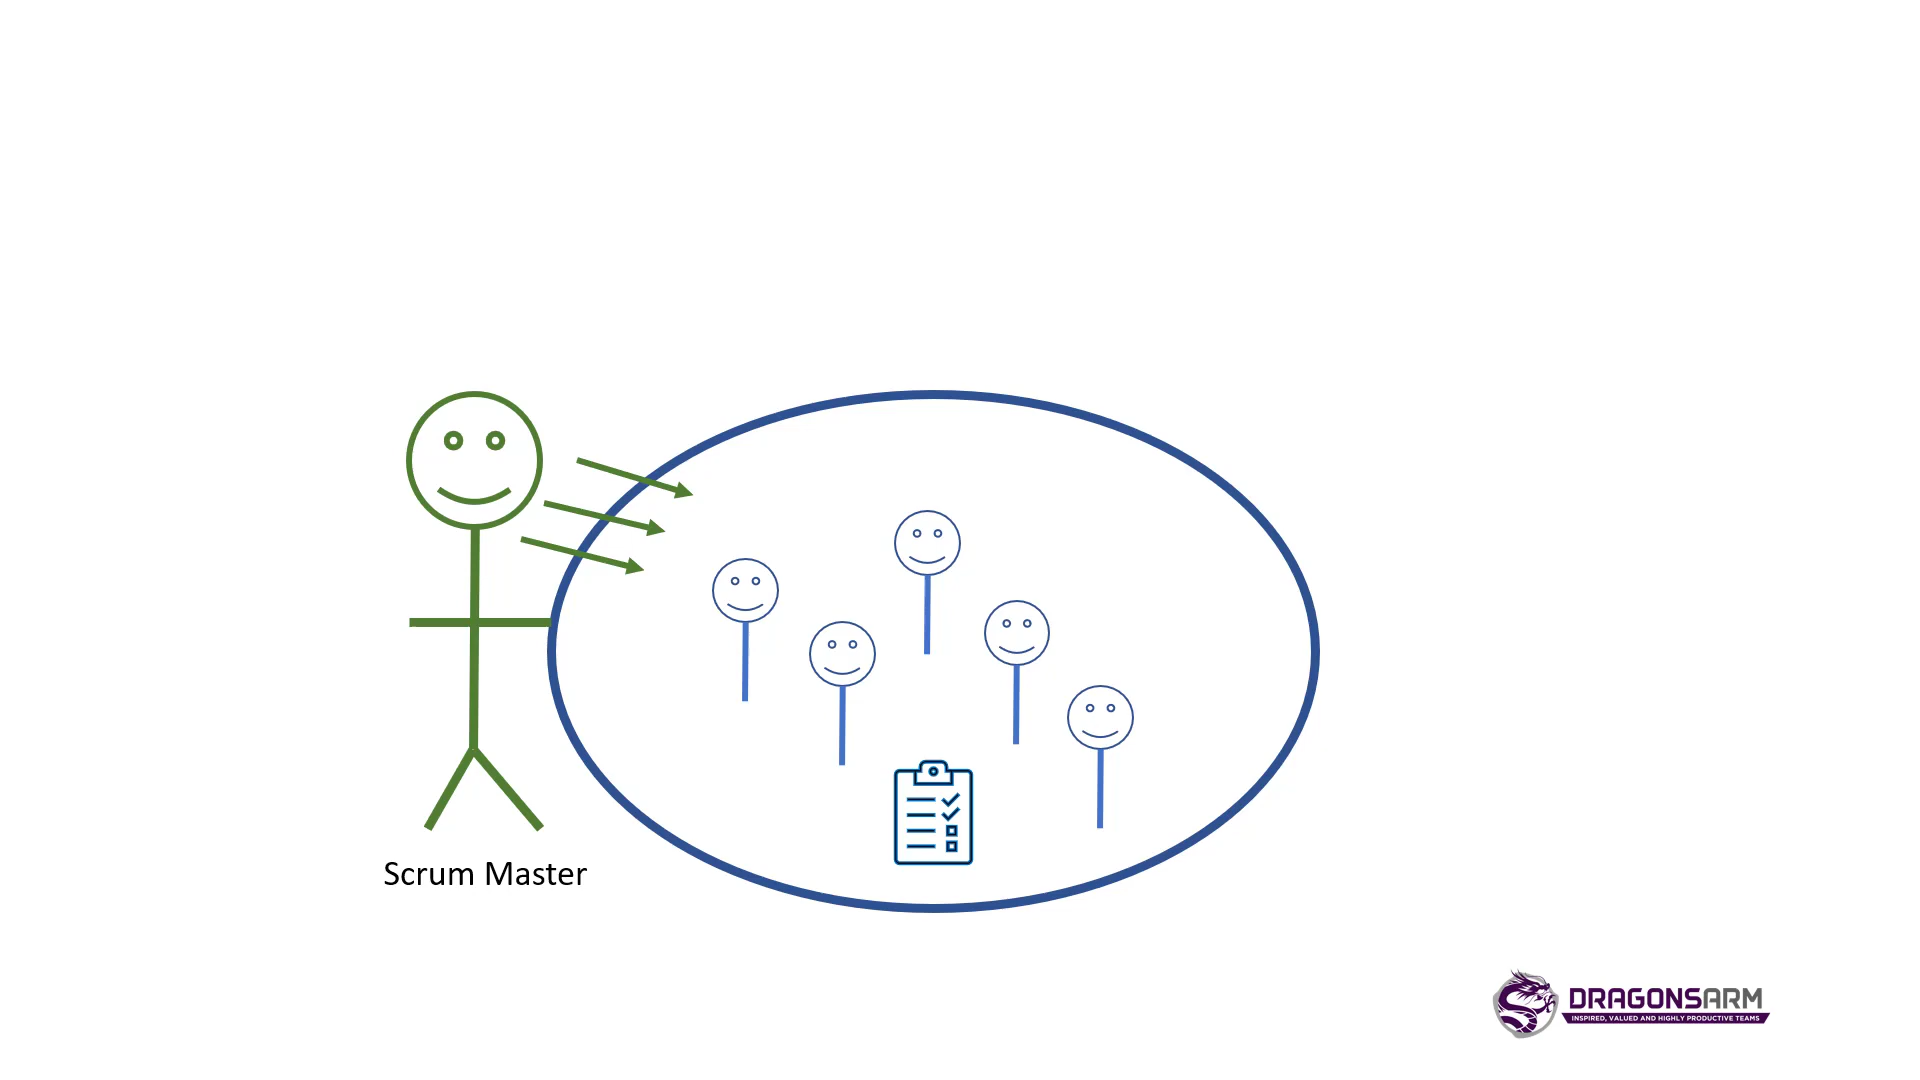 Scrum Master
DRAGONSARM
INSPIRED, VALUED AND HIGHLY PRODUCTIVE TEAMS